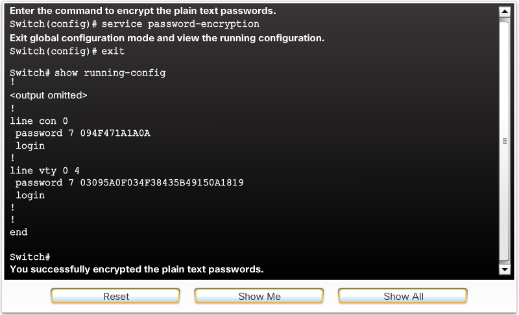 Enter the command to encrypt the plain text passwords.
Switch(config)# service password-encryption
Exit global configuration mode and view the running configuration.
Switch(config)# exit
Switch# show running-config
!
<output omitted>
!
line con 0
password 7 094F471A1A0A
login
!
line vty 0 4
password 7 03095A0F034F38435B49150A1819
login
!
!
end
Switch#
You successfully encrypted the plain text passwords.
Reset Show Me Show All